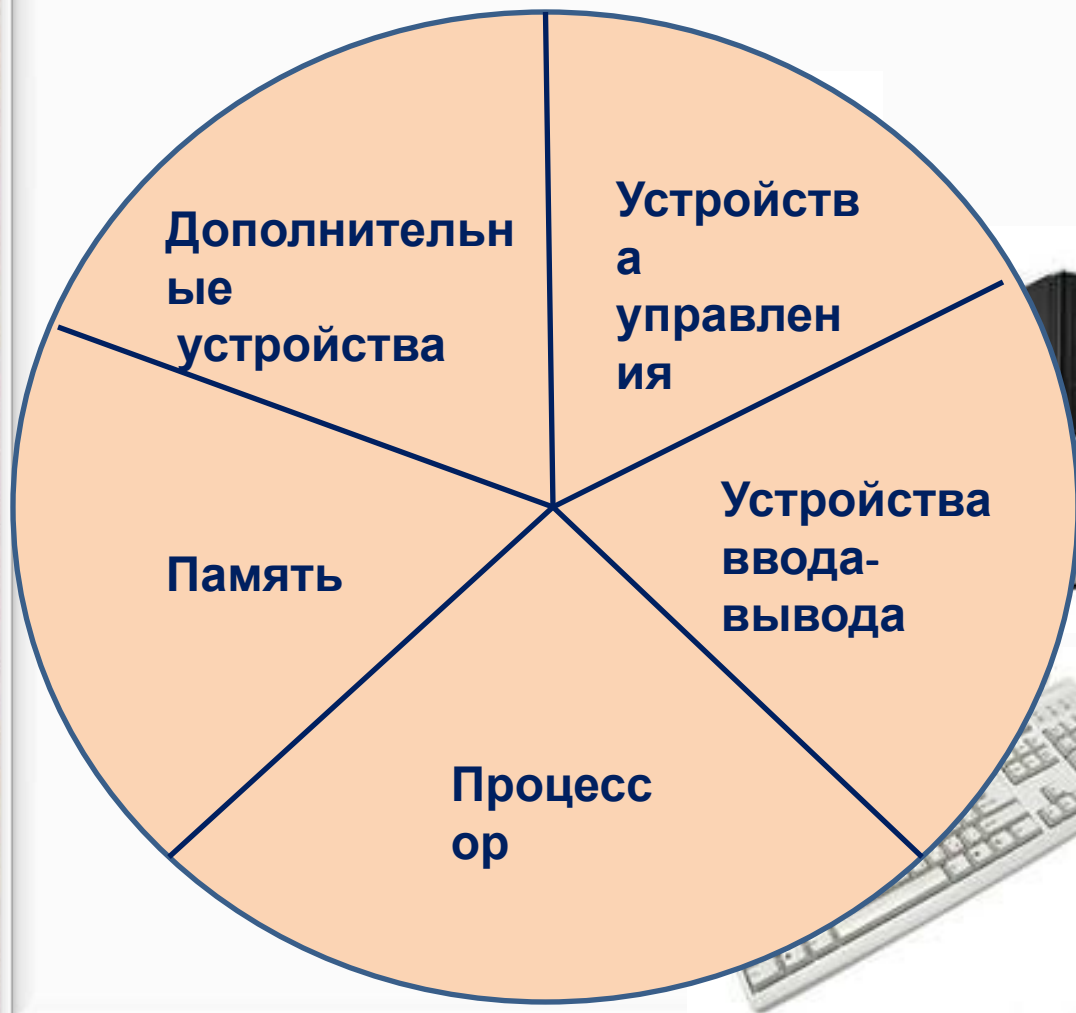 Дополнительн
ые
устройства
Устройств
а
управлен
ия
Устройства
ввода-
вывода
Память
Процесс
ор